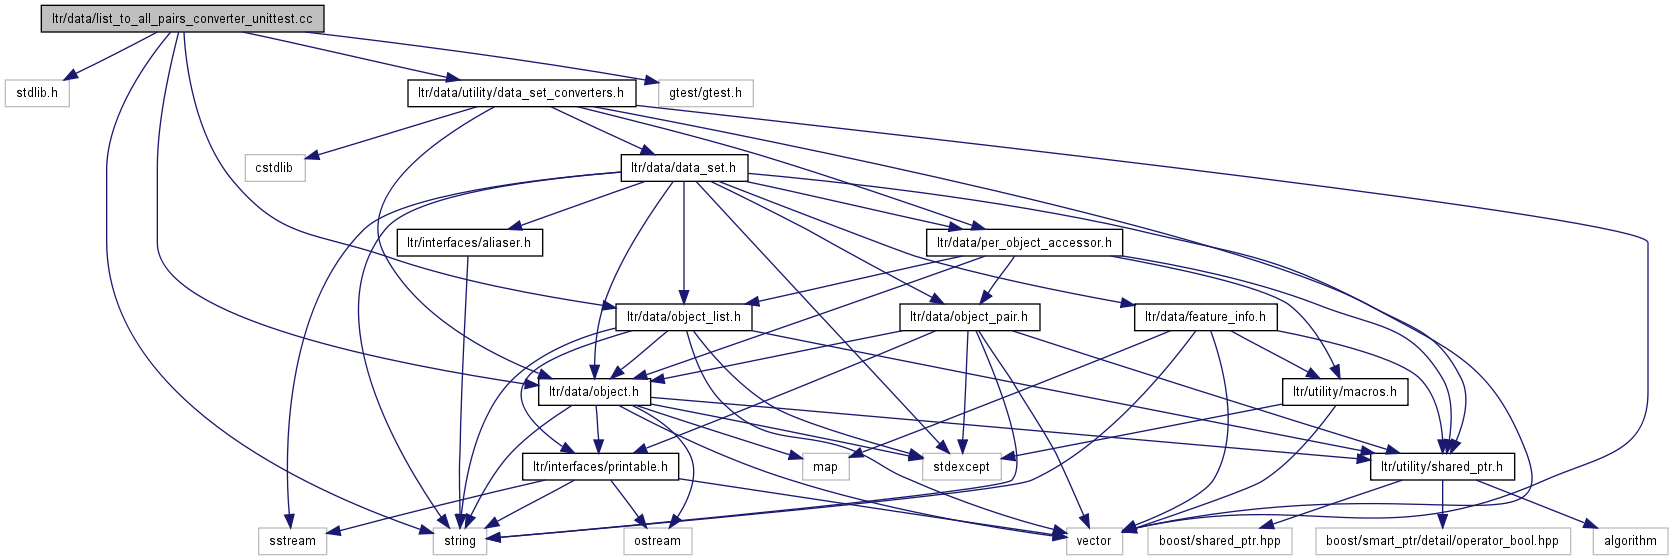 ltr/data/list_to_all_pairs_converter_unittest.cc
stdlib.h
ltr/data/utility/data_set_converters.h
gtest/gtest.h
cstdlib
ltr/data/data_set.h
ltr/interfaces/aliaser.h
ltr/data/per_object_accessor.h
ltr/data/object_list.h
ltr/data/object_pair.h
ltr/data/feature_info.h
ltr/data/object.h
ltr/utility/macros.h
ltr/interfaces/printable.h
map
stdexcept
ltr/utility/shared_ptr.h
sstream
string
ostream
vector
boost/shared_ptr.hpp
boost/smart_ptr/detail/operator_bool.hpp
algorithm